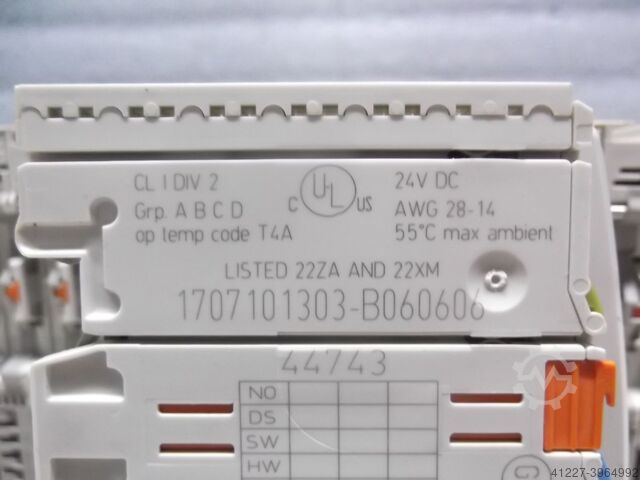 CL I DIV 2
Grp. A B C D
op temp code T4A
C UL US
24V DC
AWG 28-14
55°C max ambient
LISTED 22ZA AND 22XM
1707101303-B060606
44743
NO
DS
SW
HW
41227-3964992